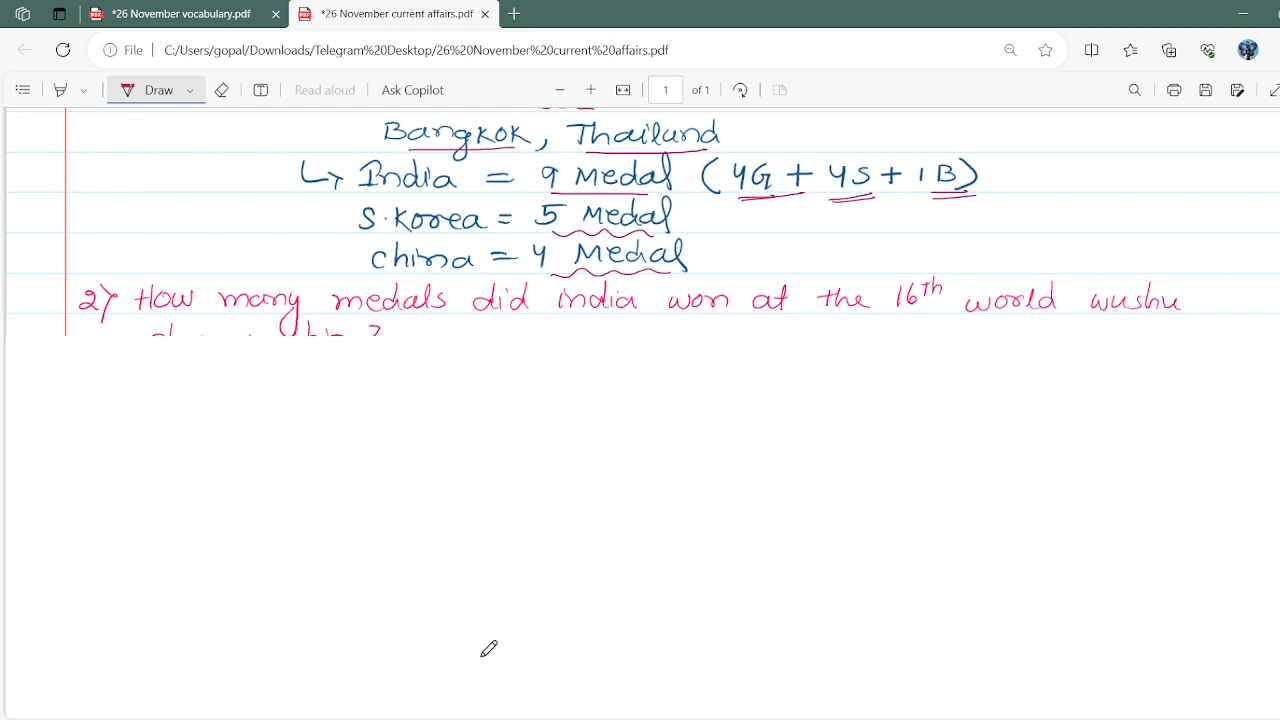 *26 November vocabulary.pdf
*26 November current affairs.pdf
File
C:/Users/gopal/Downloads/Telegram%20Desktop/26%20November%20current%20affairs.pdf
Draw
Read aloud
Ask Copilot
1
of 1
Bangkok, Thailand
India = 9 Medal (4G + 4S + 1B)
S.Korea = 5 Medal
china = 4 Medal
2) How many medals did india won at the 16th world wushu